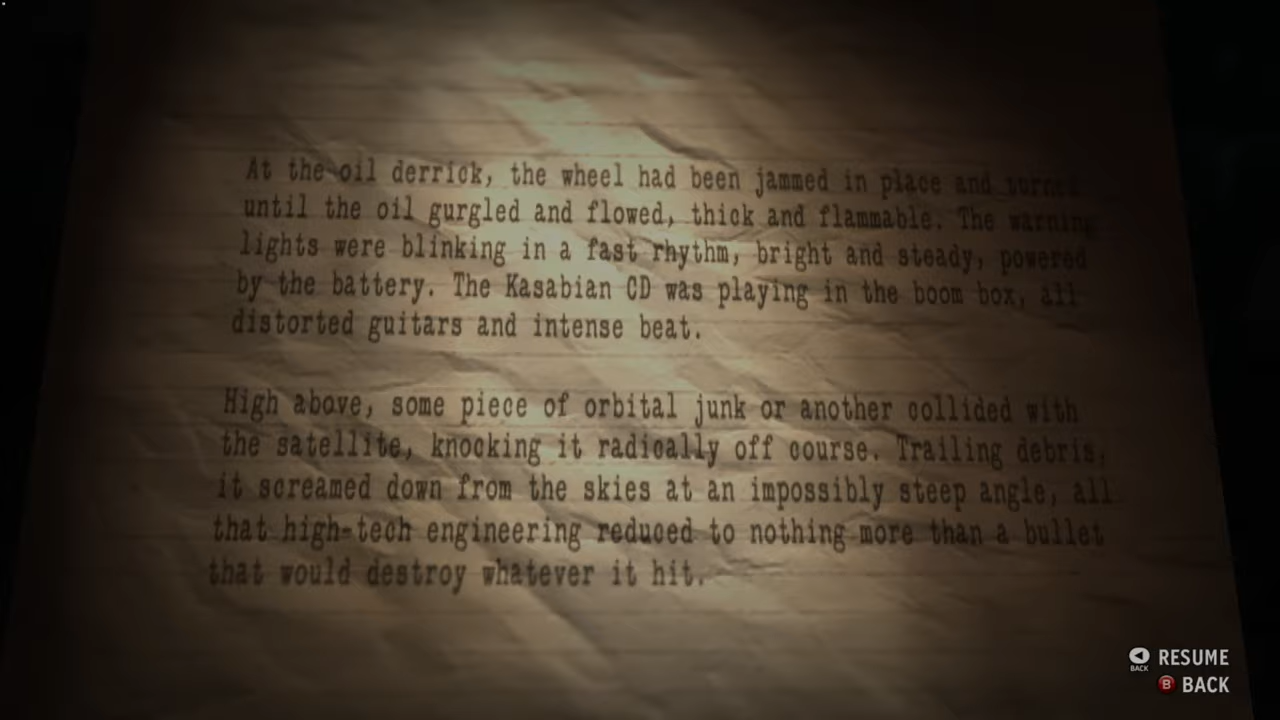 At the oil derrick, the wheel had been jammed in place and turned
until the oil gurgled and flowed, thick and flammable. The warning
lights were blinking in a fast rhythm, bright and steady, powered
by the battery. The Kasabian CD was playing in the boom box, all
distorted guitars and intense beat.
High above, some piece of orbital junk or another collided with
the satellite, knocking it radically off course. Trailing debris,
it screamed down from the skies at an impossibly steep angle, all
that high-tech engineering reduced to nothing more than a bullet
that would destroy whatever it hit.
BACK RESUME
B BACK